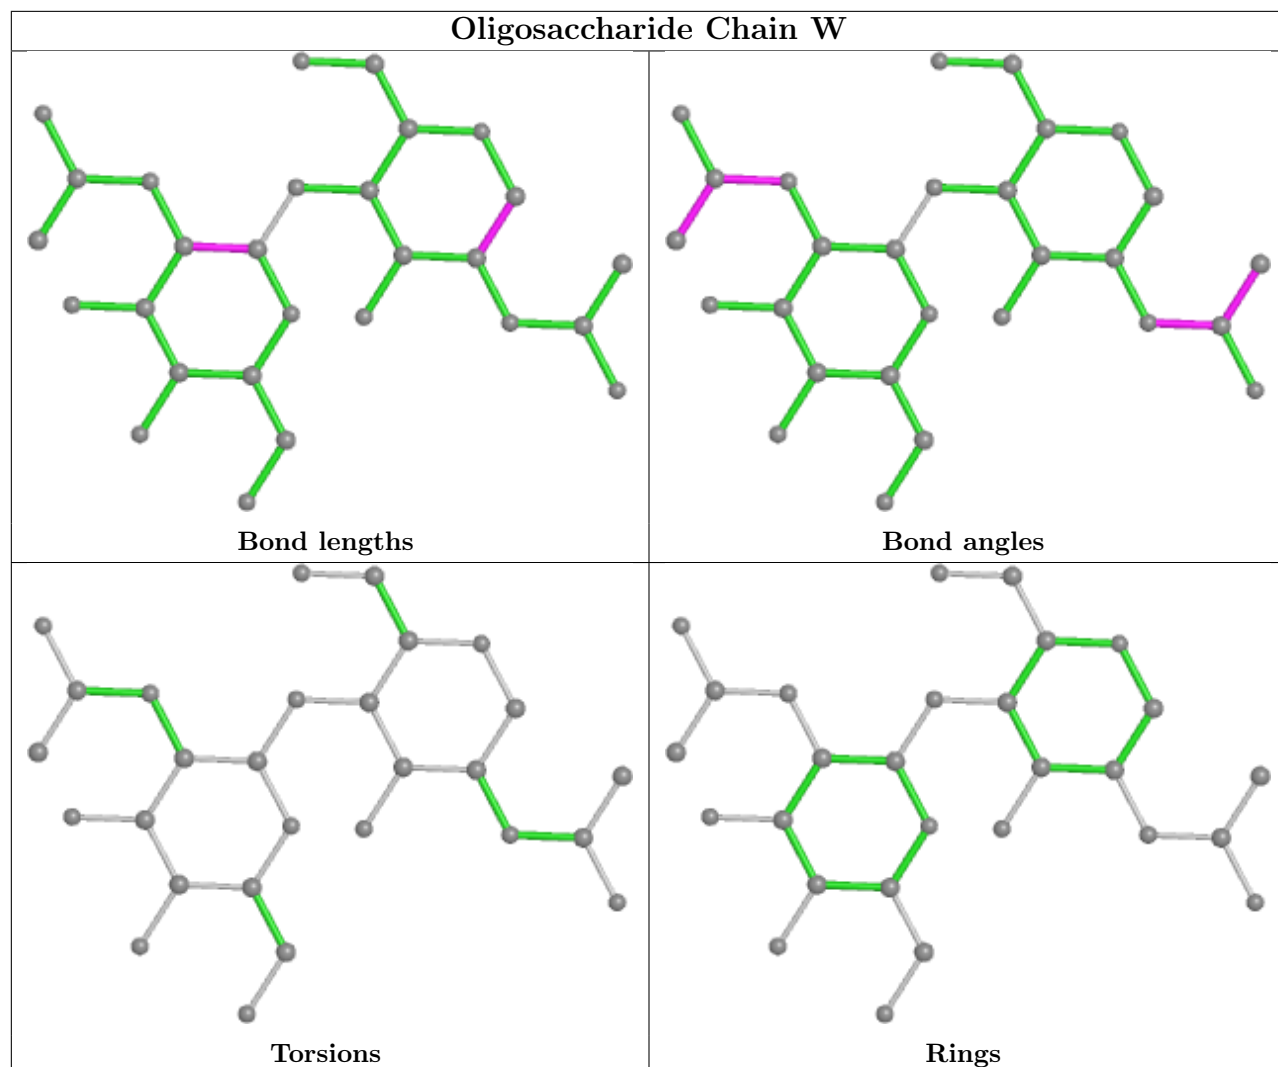 Oligosaccharide Chain W
Bond lengths
Bond angles
Torsions
Rings